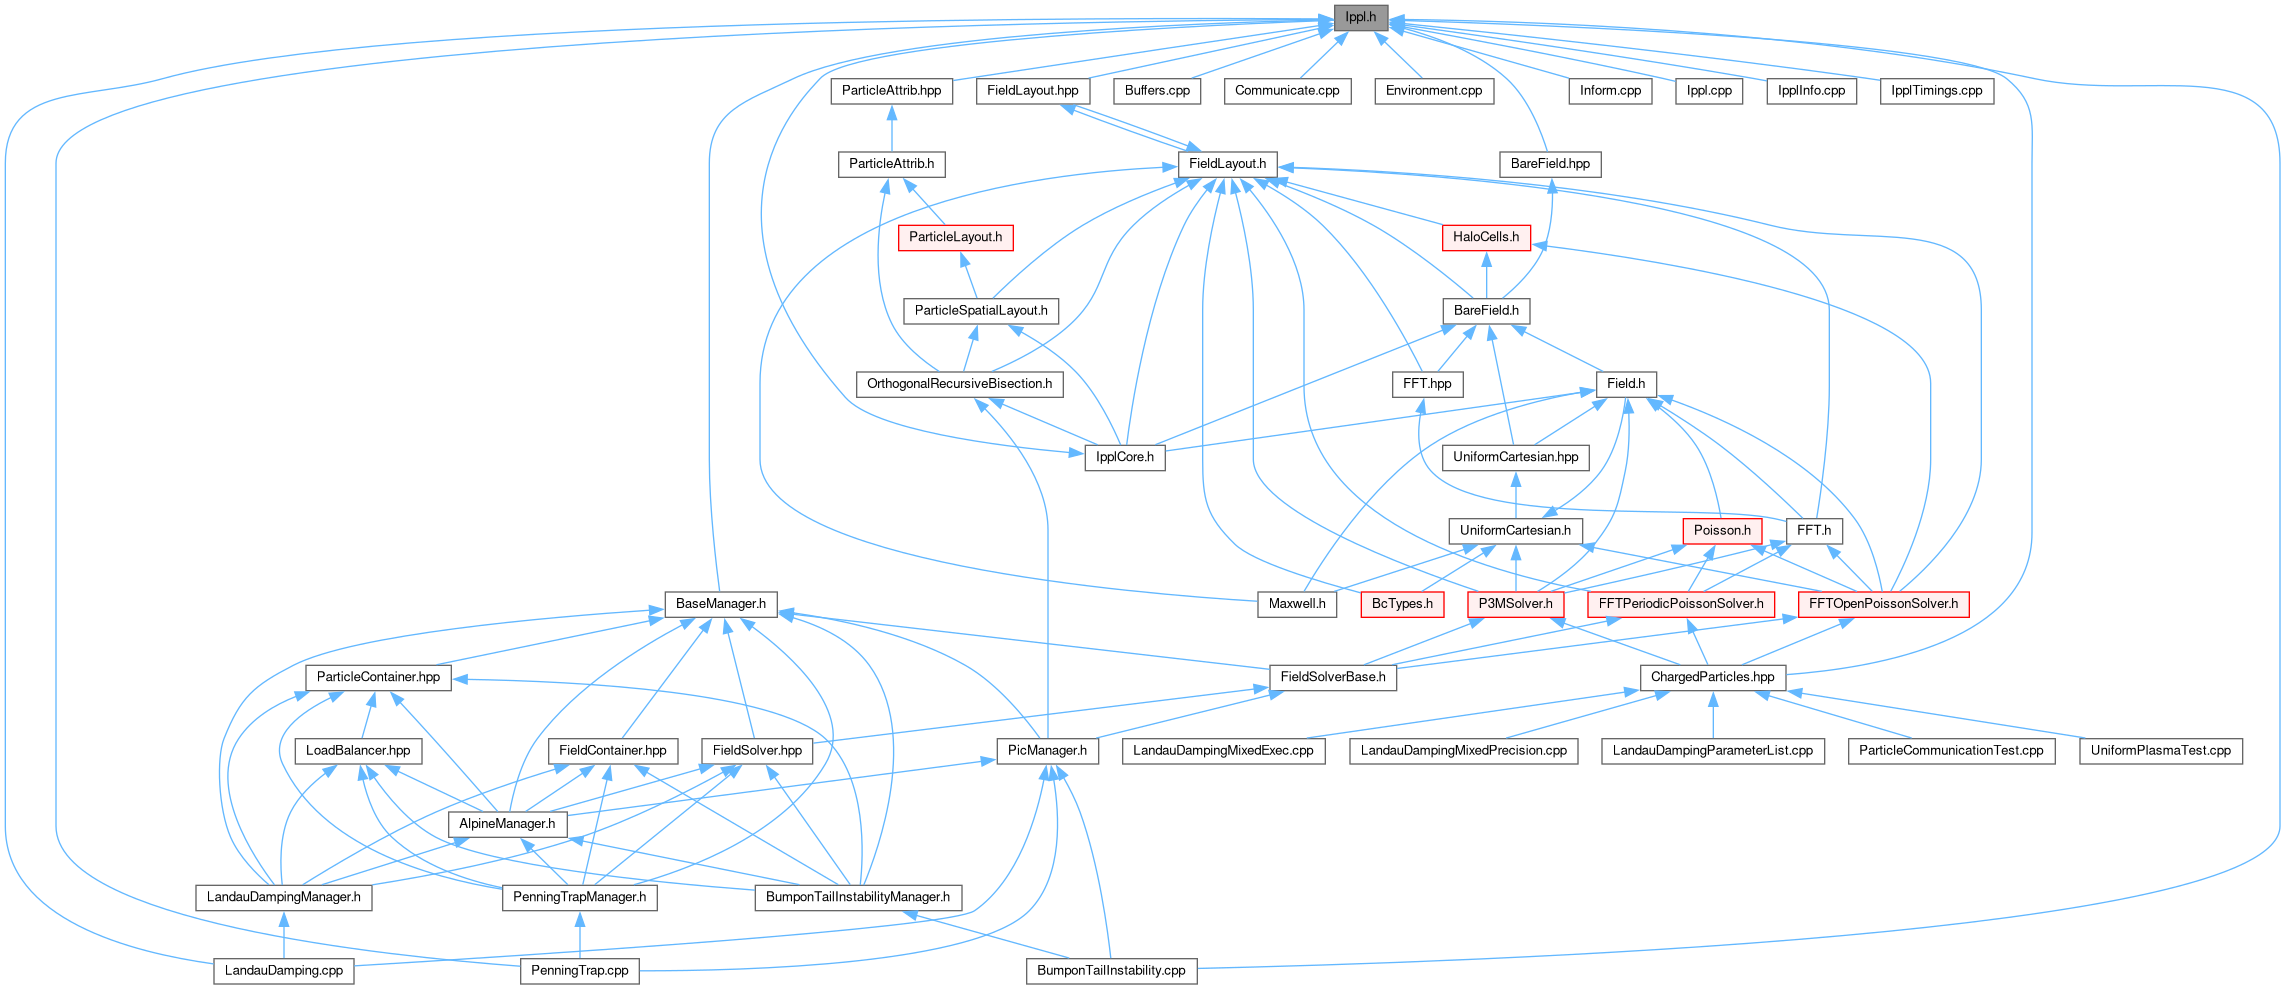 Ippl.h
ParticleAttrib.hpp
FieldLayout.hpp
Buffers.cpp
Communicate.cpp
Environment.cpp
Inform.cpp
Ippl.cpp
IpplInfo.cpp
IpplTimings.cpp
ParticleAttrib.h
FieldLayout.h
BareField.hpp
ParticleLayout.h
HaloCells.h
ParticleSpatialLayout.h
BareField.h
OrthogonalRecursiveBisection.h
FFT.hpp
Field.h
IpplCore.h
UniformCartesian.hpp
UniformCartesian.h
Poisson.h
FFT.h
BaseManager.h
Maxwell.h
BcTypes.h
P3MSolver.h
FFTPeriodicPoissonSolver.h
FFTOpenPoissonSolver.h
ParticleContainer.hpp
FieldSolverBase.h
ChargedParticles.hpp
LoadBalancer.hpp
FieldContainer.hpp
FieldSolver.hpp
PicManager.h
LandauDampingMixedExec.cpp
LandauDampingMixedPrecision.cpp
LandauDampingParameterList.cpp
ParticleCommunicationTest.cpp
UniformPlasmaTest.cpp
AlpineManager.h
LandauDampingManager.h
PenningTrapManager.h
BumponTailInstabilityManager.h
LandauDamping.cpp
PenningTrap.cpp
BumponTailInstability.cpp